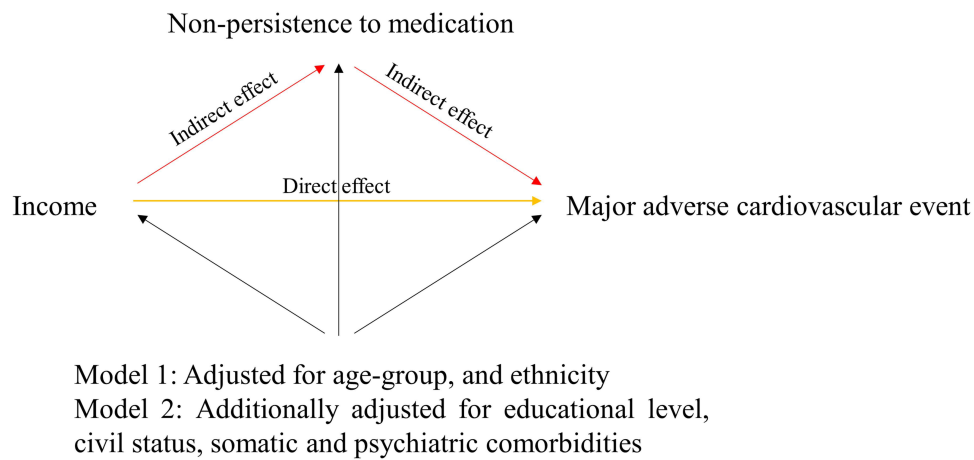 Non-persistence to medication
Indirect effect
Indirect effect
Direct effect
Income
Major adverse cardiovascular event
Model 1: Adjusted for age-group, and ethnicity
Model 2: Additionally adjusted for educational level,
civil status, somatic and psychiatric comorbidities